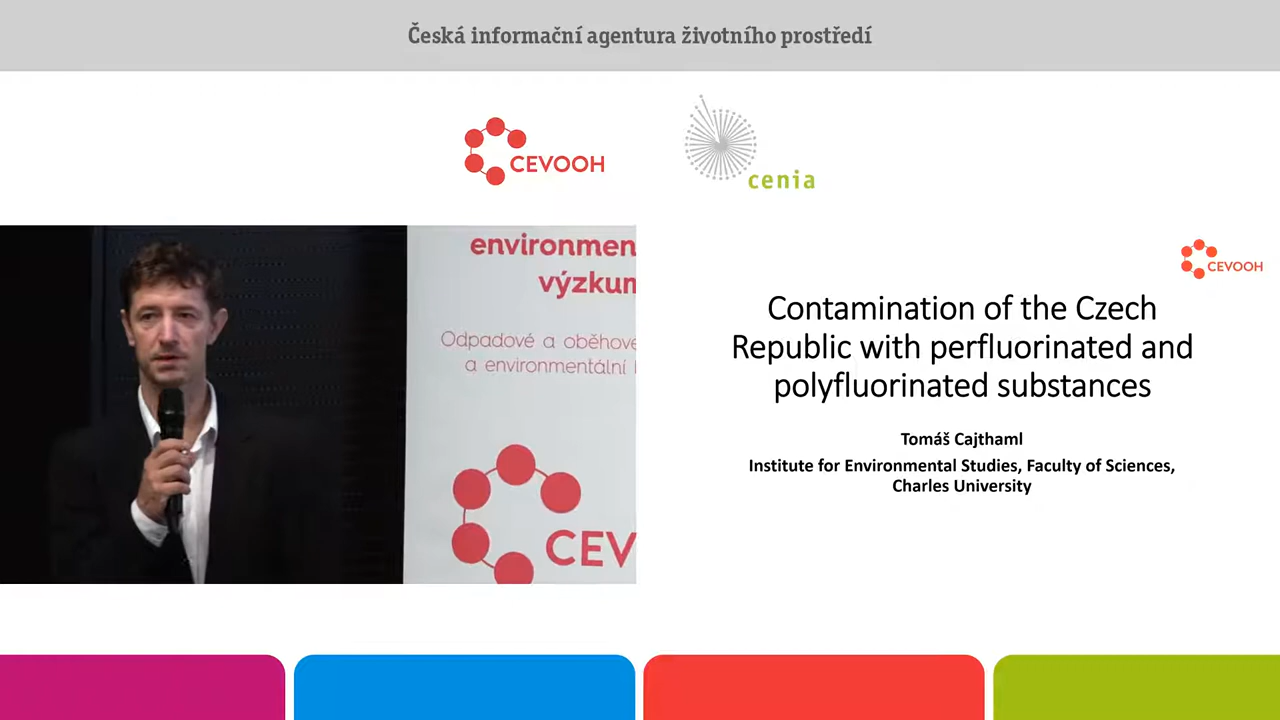 Česká informační agentura životního prostředí
CEVOOH
cenia
environmen
výzkum
Odpadové a oběhové
a environmentální
CEV
CEVOOH
Contamination of the Czech
Republic with perfluorinated and
polyfluorinated substances
Tomáš Cajthaml
Institute for Environmental Studies, Faculty of Sciences,
Charles University